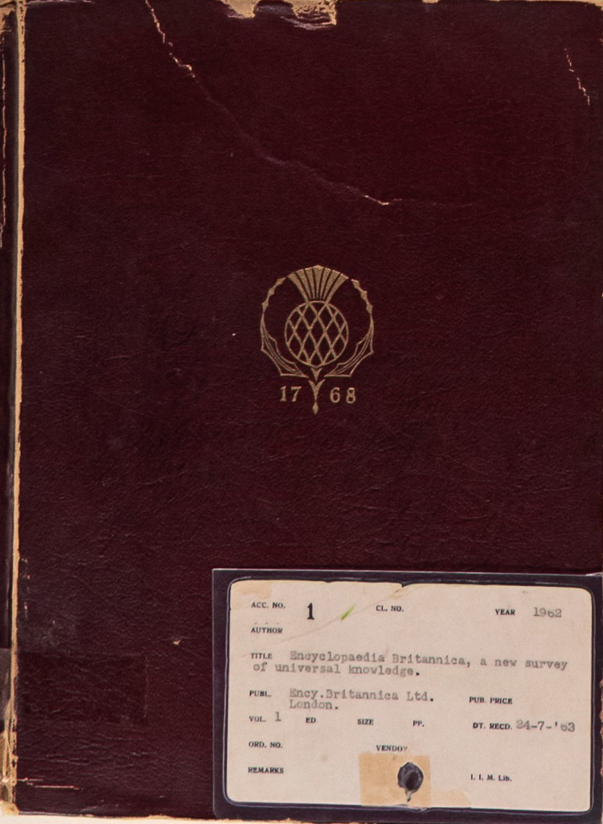 17 68
ACC. NO. 1 CL. NO. YEAR 1962
AUTHOR
TITLE Encyclopaedia Britannica, a new survey
of universal knowledge.
PUBL. Ency.Britannica Ltd.
London.
PUB. PRICE
VOL. 1 ED. SIZE PP. DT. RECD. 24-7-'63
ORD. NO. VENDOR
REMARKS I. I. M. Lib.